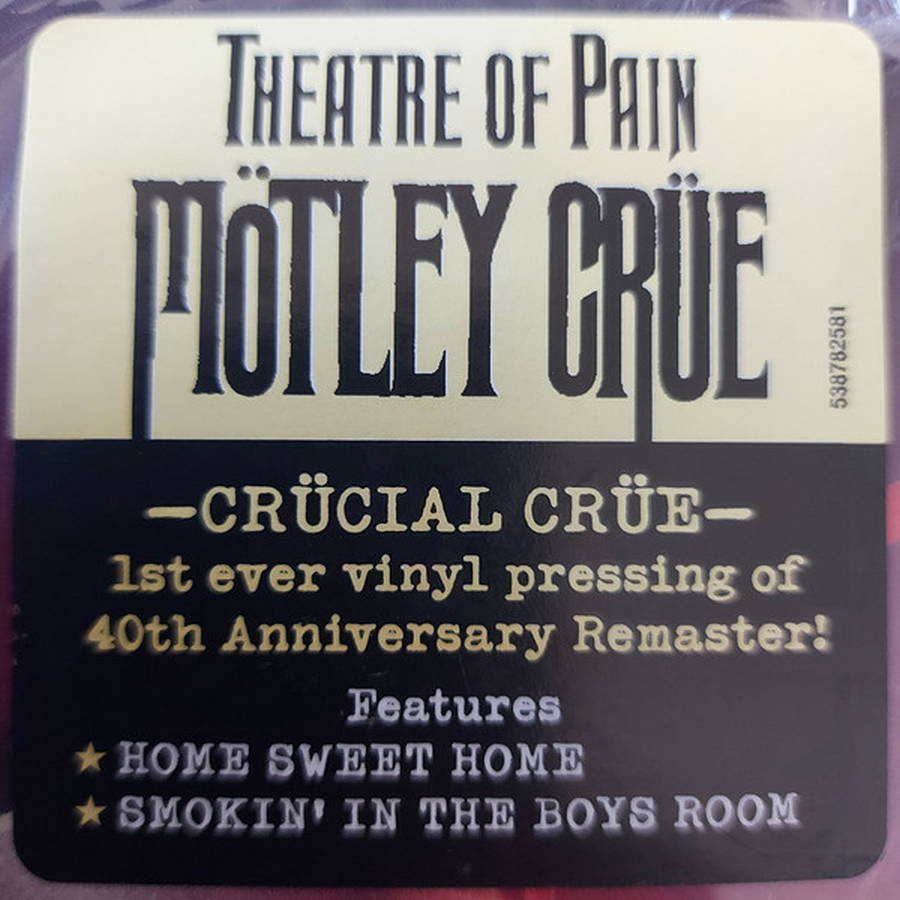 THEATRE OF PAIN
MÖTLEY CRÜE
538782581
—CRÜCIAL CRÜE—
1st ever vinyl pressing of
40th Anniversary Remaster!
Features
★ HOME SWEET HOME
★ SMOKIN' IN THE BOYS ROOM